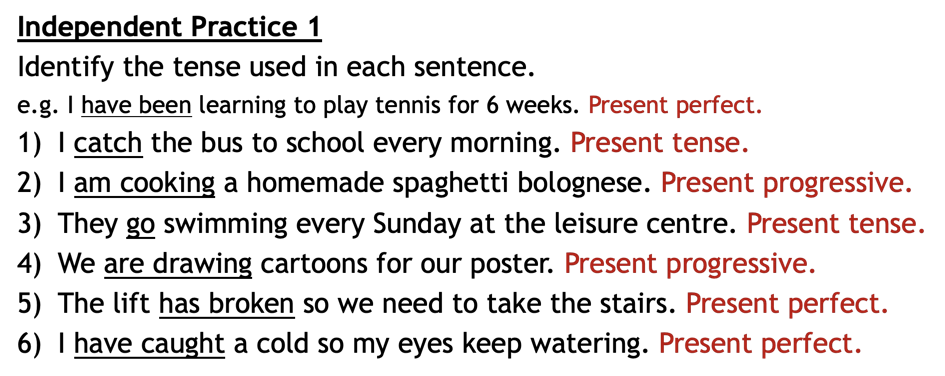 Independent Practice 1
Identify the tense used in each sentence.
e.g. I have been learning to play tennis for 6 weeks. Present perfect.
1) I catch the bus to school every morning. Present tense.
2) I am cooking a homemade spaghetti bolognese. Present progressive.
3) They go swimming every Sunday at the leisure centre. Present tense.
4) We are drawing cartoons for our poster. Present progressive.
5) The lift has broken so we need to take the stairs. Present perfect.
6) I have caught a cold so my eyes keep watering. Present perfect.